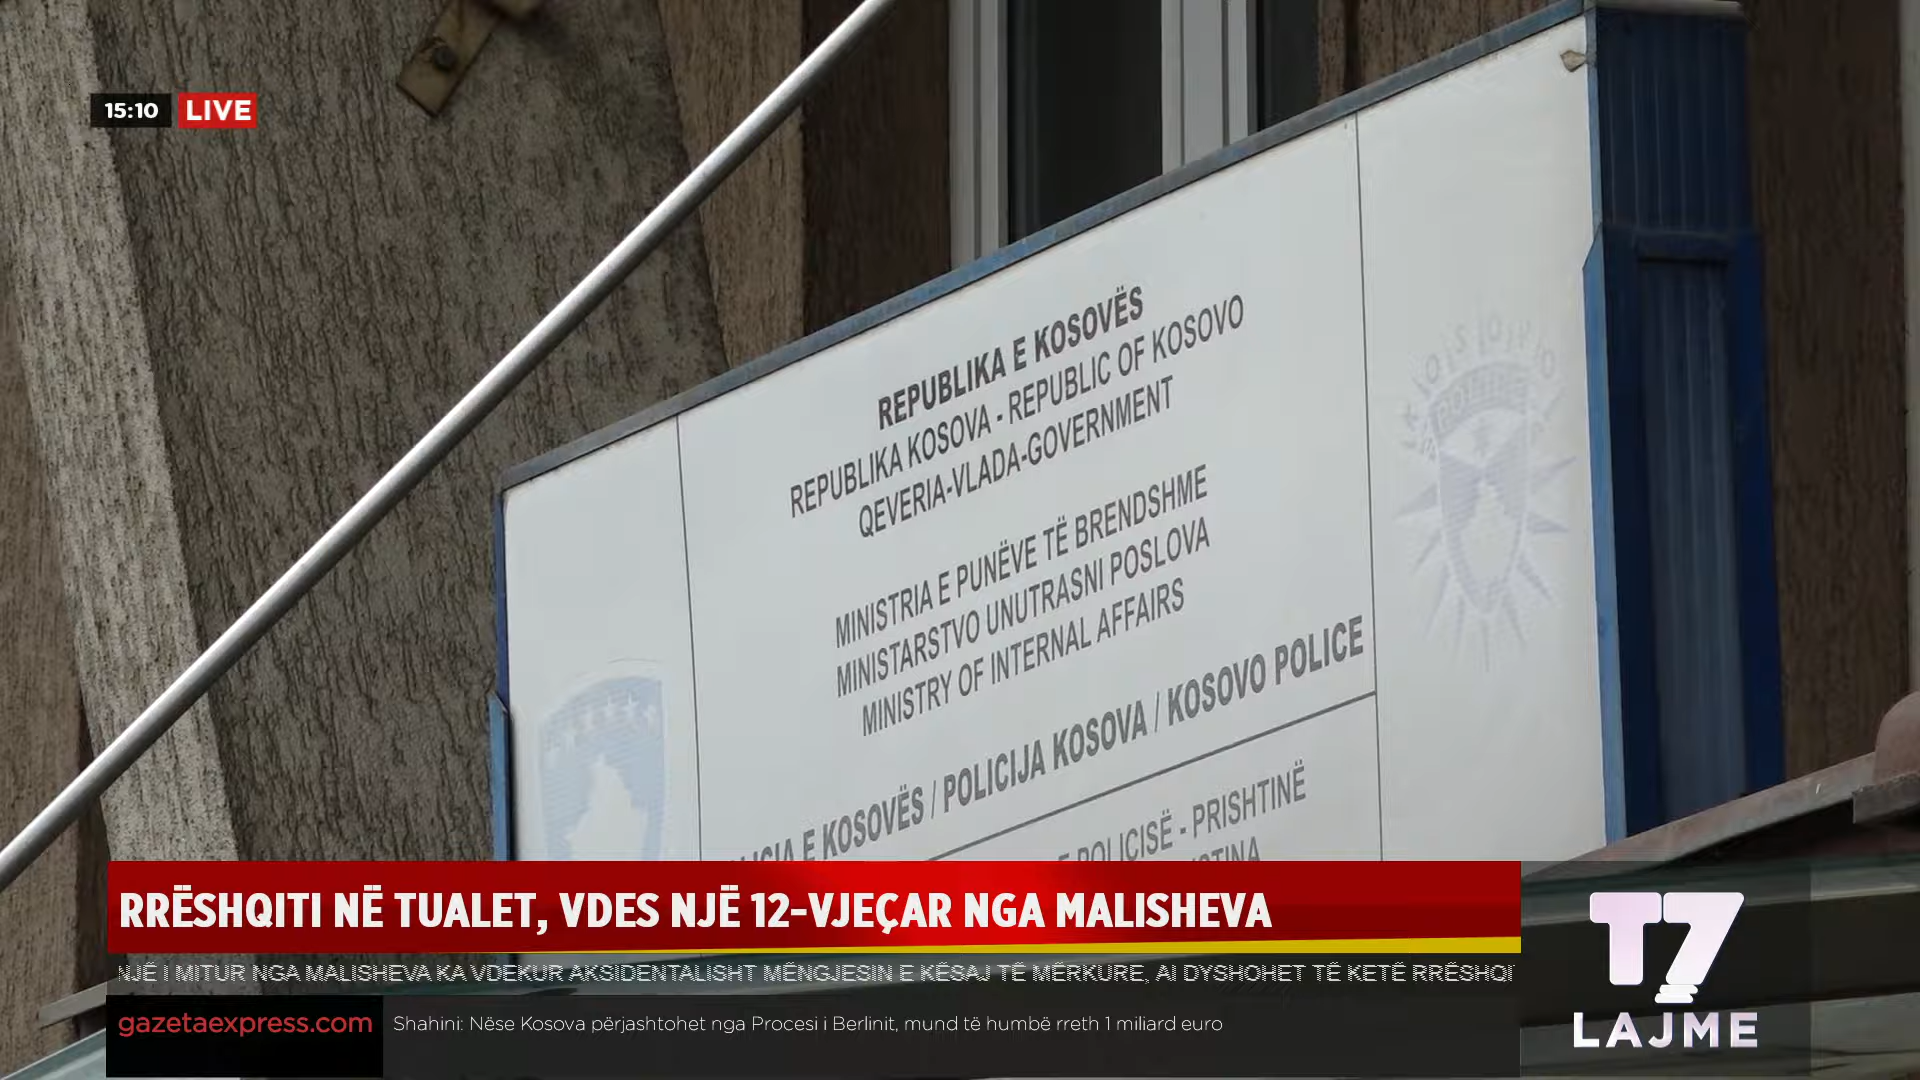 15:10 LIVE
REPUBLIKA E KOSOVËS
REPUBLIKA KOSOVA - REPUBLIC OF KOSOVO
QEVERIA-VLADA-GOVERNMENT
MINISTRIA E PUNËVE TË BRENDSHME
MINISTARSTVO UNUTRASNI POSLOVA
MINISTRY OF INTERNAL AFFAIRS
E KOSOVËS / POLICIJA KOSOVA / KOSOVO POLICE
E POLICISË - PRISHTINË
RRËSHQITI NË TUALET, VDES NJË 12-VJEÇAR NGA MALISHEVA
NJË I MITUR NGA MALISHEVA KA VDEKUR AKSIDENTALISHT MËNGJESIN E KËSAJ TË MËRKURE, AI DYSHOHET TË KETË RRËSHQI
gazetaexpress.com Shahini: Nëse Kosova përjashtohet nga Procesi i Berlinit, mund të humbë rreth 1 miliard euro
T7
LAJME